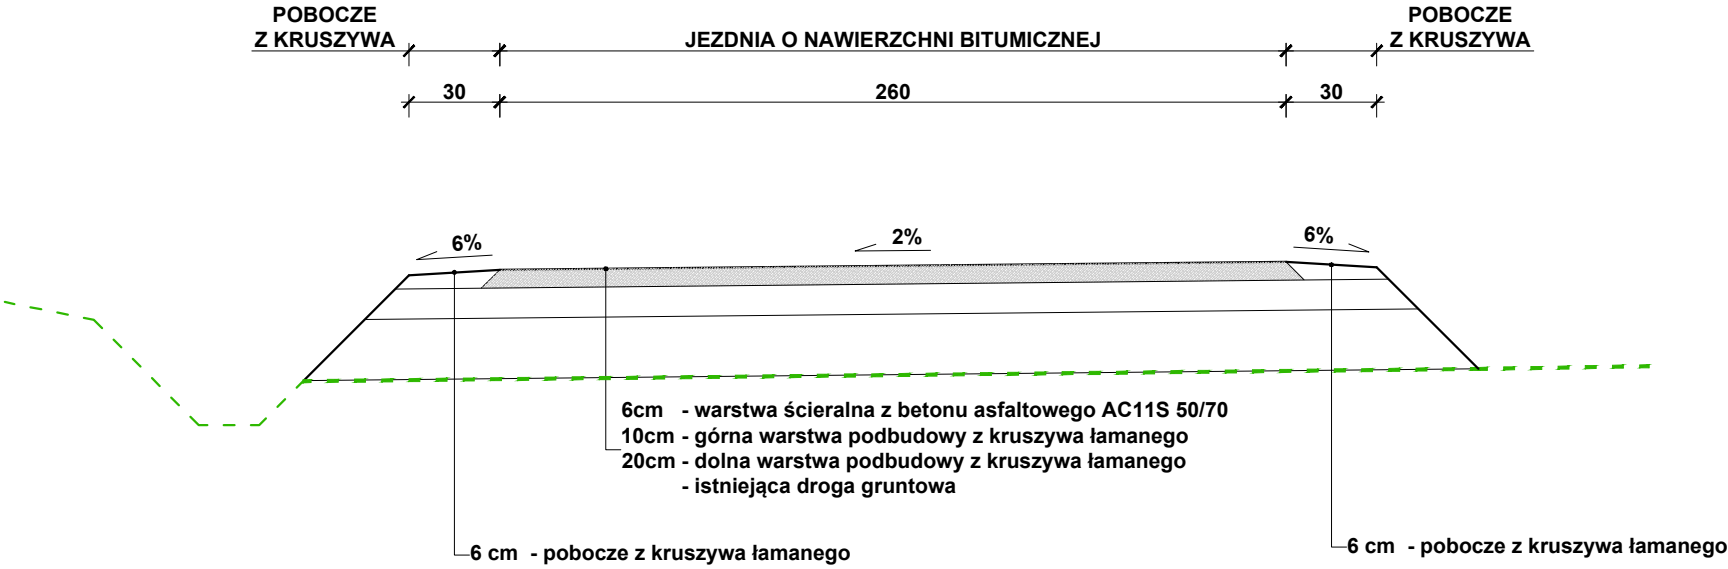 POBOCZE
Z KRUSZYWA
JEZDNIA O NAWIERZCHNI BITUMICZNEJ
POBOCZE
Z KRUSZYWA
30
260
30
6%
2%
6%
6cm - warstwa ścieralna z betonu asfaltowego AC11S 50/70
10cm - górna warstwa podbudowy z kruszywa łamanego
20cm - dolna warstwa podbudowy z kruszywa łamanego
- istniejąca droga gruntowa
6 cm - pobocze z kruszywa łamanego
6 cm - pobocze z kruszywa łamanego